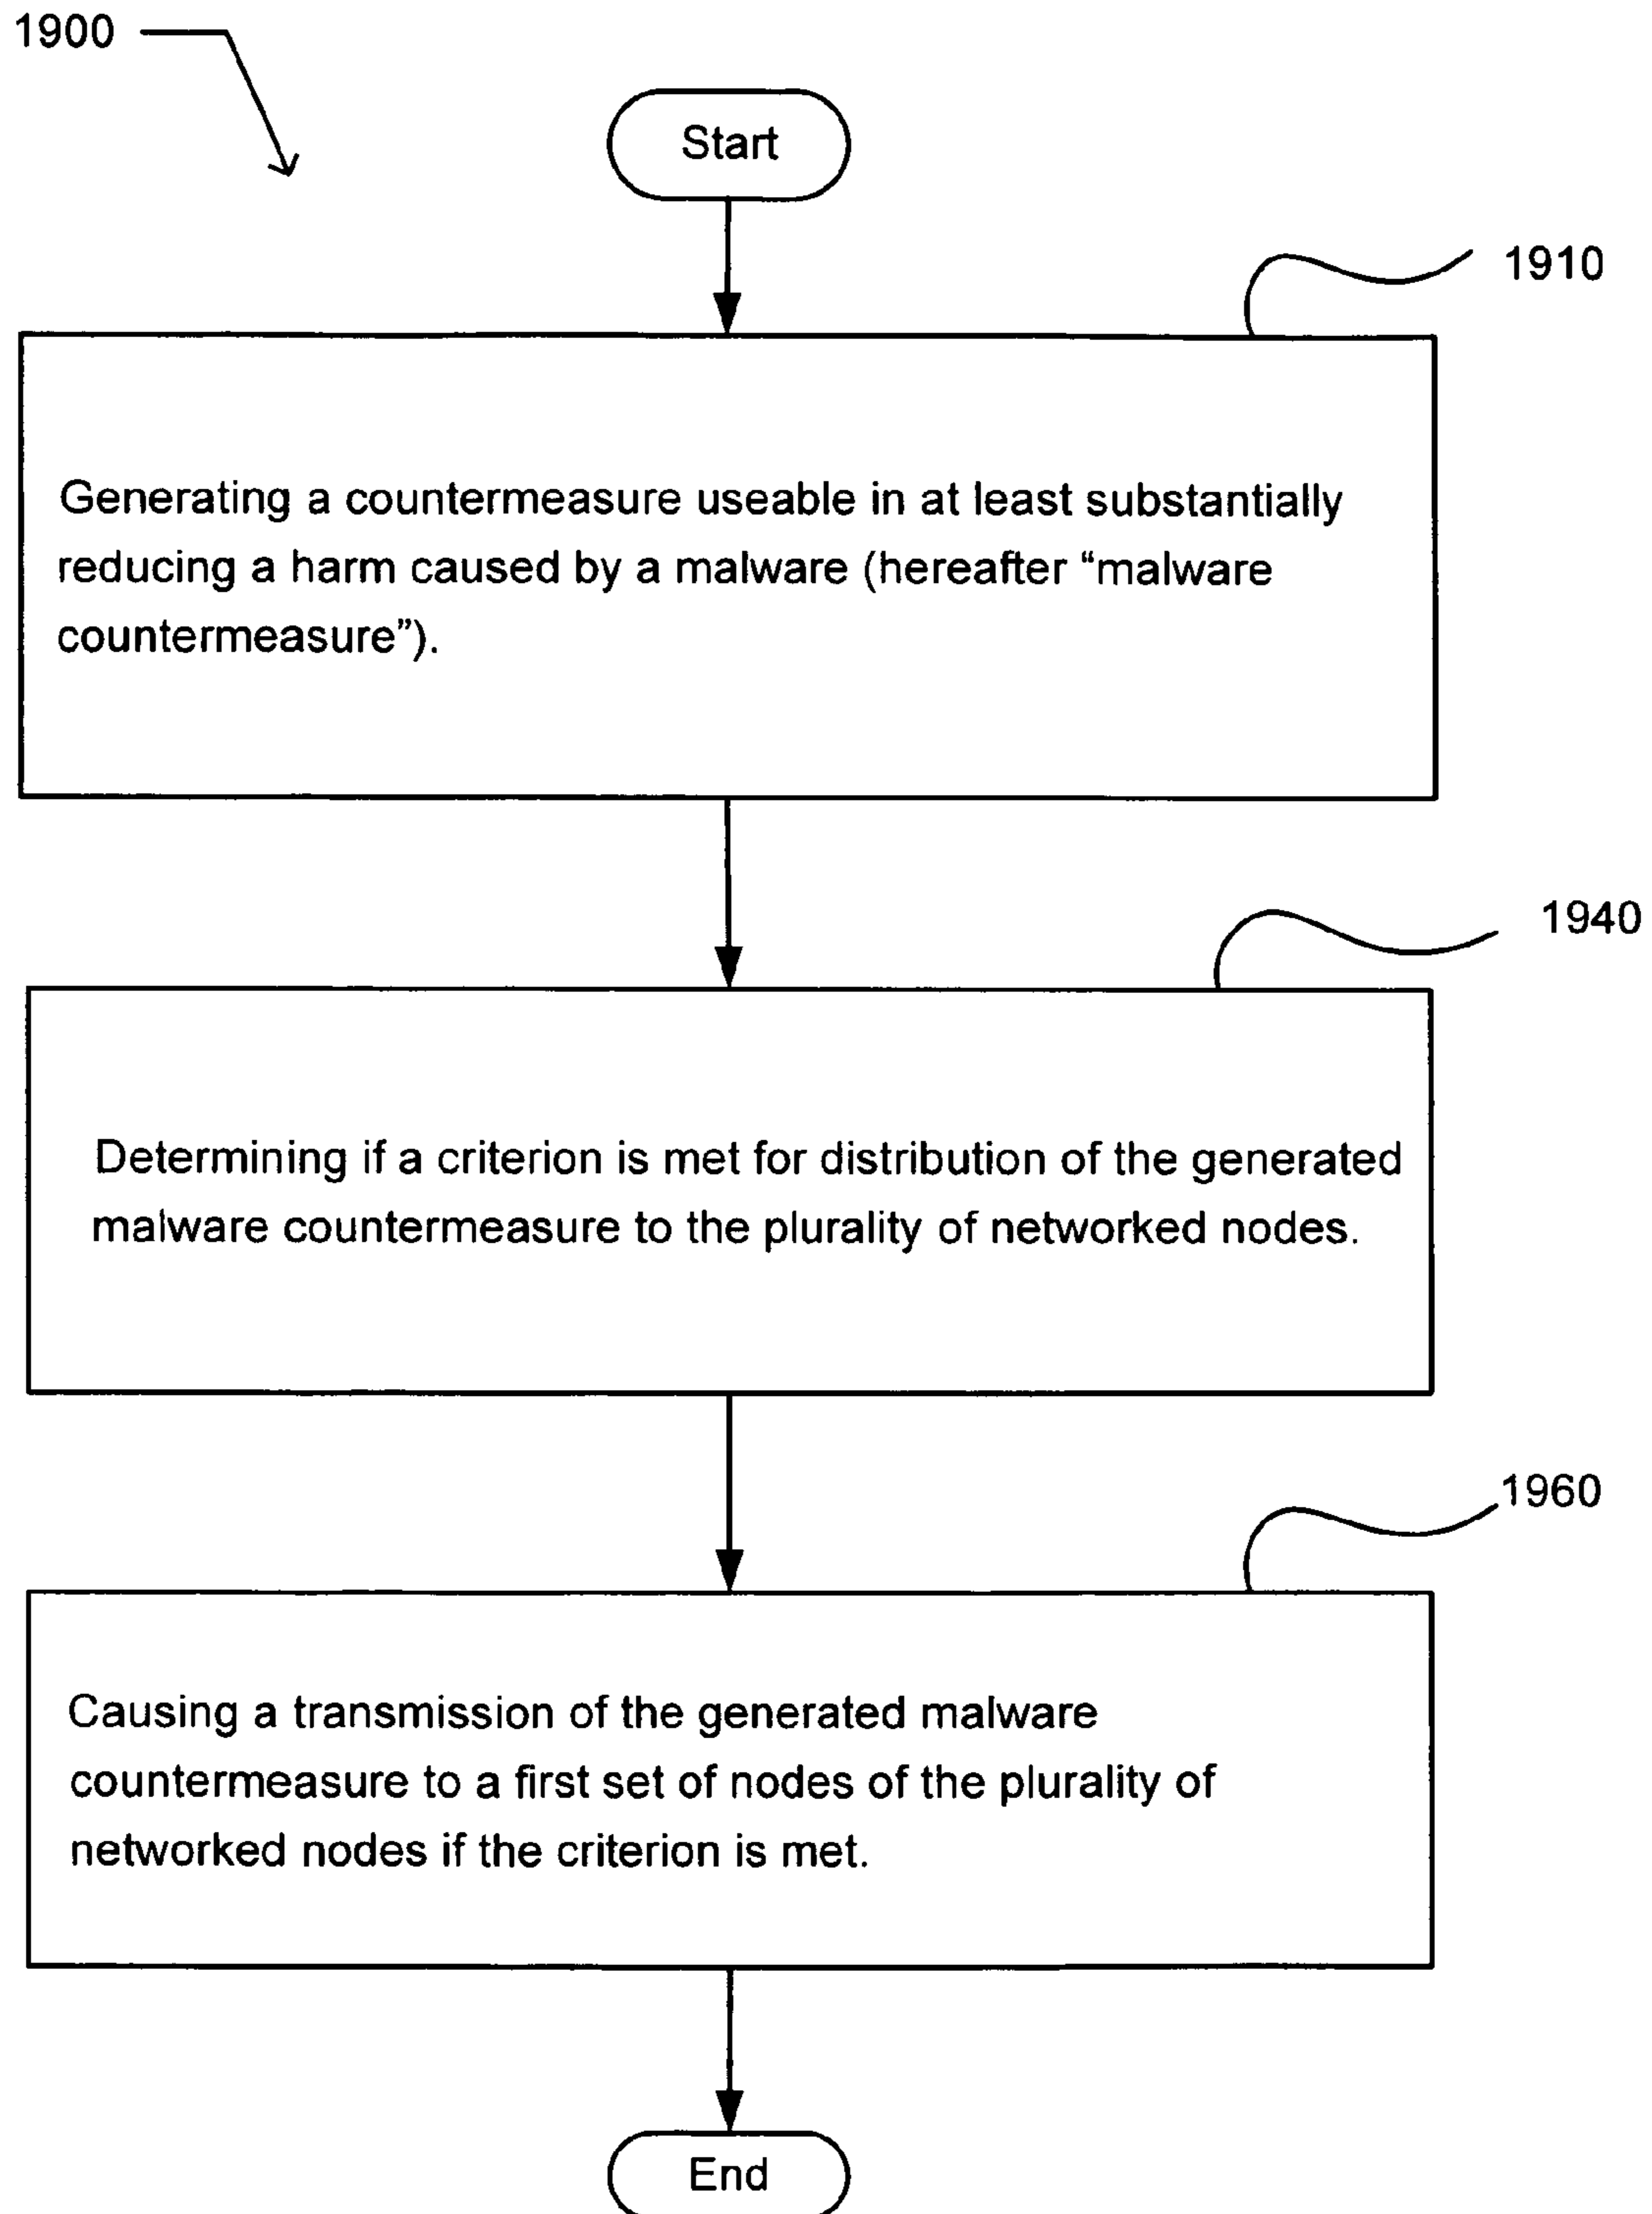 1900
Start
1910
Generating a countermeasure useable in at least substantially
reducing a harm caused by a malware (hereafter “malware
countermeasure”).
1940
Determining if a criterion is met for distribution of the generated
malware countermeasure to the plurality of networked nodes.
1960
Causing a transmission of the generated malware
countermeasure to a first set of nodes of the plurality of
networked nodes if the criterion is met.
End